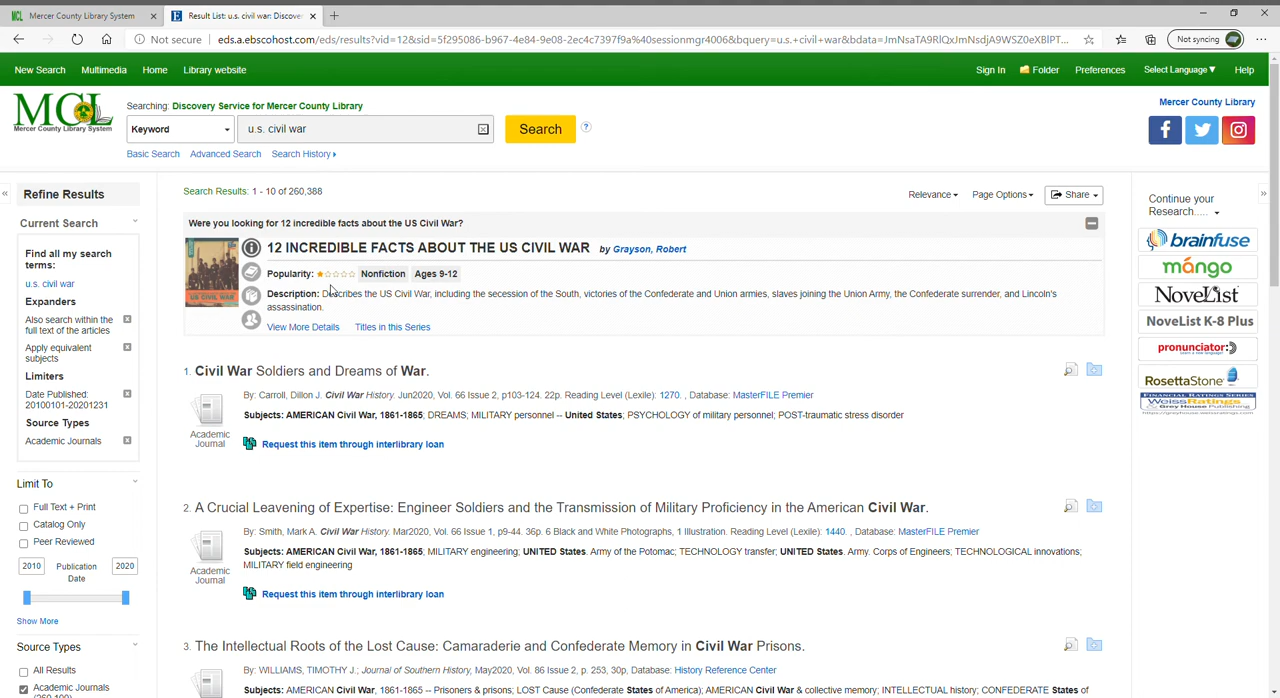 MCL Mercer County Library System
Result List: u.s. civil war: Discove
Not secure
eds.a.ebscohost.com/eds/results?vid=12&sid=5f295086-b967-4e84-9e08-2ec4c7397f9a%40sessionmgr4006&bquery=u.s.+civil+war&bdata=JmNsaTA9RlQxJmNsdjA9WSZ0eXBlPT...
Not syncing
New Search Multimedia Home Library website
Sign In Folder Preferences Select Language▼ Help
MCL
Mercer County Library System
Searching: Discovery Service for Mercer County Library
Mercer County Library
Keyword
u.s. civil war
Search
Basic Search Advanced Search Search History
Refine Results
Current Search
Find all my search
terms:
u.s. civil war
Expanders
Also search within the
full text of the articles
Apply equivalent
subjects
Limiters
Date Published:
20100101-20201231
Source Types
Academic Journals
Limit To
Full Text + Print
Catalog Only
Peer Reviewed
2010 Publication Date 2020
Show More
Source Types
All Results
Academic Journals
Search Results: 1 - 10 of 260,388
Relevance Page Options Share
Were you looking for 12 incredible facts about the US Civil War?
12 INCREDIBLE FACTS ABOUT THE US CIVIL WAR by Grayson, Robert
Popularity: Nonfiction Ages 9-12
Description: Describes the US Civil War, including the secession of the South, victories of the Confederate and Union armies, slaves joining the Union Army, the Confederate surrender, and Lincoln's
assassination.
View More Details Titles in this Series
1. Civil War Soldiers and Dreams of War.
By: Carroll, Dillon J. Civil War History. Jun2020, Vol. 66 Issue 2, p103-124. 22p. Reading Level (Lexile): 1270. , Database: MasterFILE Premier
Subjects: AMERICAN Civil War, 1861-1865; DREAMS; MILITARY personnel -- United States; PSYCHOLOGY of military personnel; POST-traumatic stress disorder
Academic
Journal
Request this item through interlibrary loan
2. A Crucial Leavening of Expertise: Engineer Soldiers and the Transmission of Military Proficiency in the American Civil War.
By: Smith, Mark A. Civil War History. Mar2020, Vol. 66 Issue 1, p9-44. 36p. 6 Black and White Photographs, 1 Illustration. Reading Level (Lexile): 1440. , Database: MasterFILE Premier
Subjects: AMERICAN Civil War, 1861-1865; MILITARY engineering; UNITED States. Army of the Potomac; TECHNOLOGY transfer; UNITED States. Army. Corps of Engineers; TECHNOLOGICAL innovations;
MILITARY field engineering
Academic
Journal
Request this item through interlibrary loan
3. The Intellectual Roots of the Lost Cause: Camaraderie and Confederate Memory in Civil War Prisons.
By: WILLIAMS, TIMOTHY J.; Journal of Southern History, May2020, Vol. 86 Issue 2, p. 253, 30p, Database: History Reference Center
Subjects: AMERICAN Civil War, 1861-1865 -- Prisoners & prisons; LOST Cause (Confederate States of America); AMERICAN Civil War & collective memory; INTELLECTUAL history; CONFEDERATE States of
Continue your
Research.....
brainfuse
mango
NoveList
NoveList K-8 Plus
pronunciator
RosettaStone
FINANCIAL RATINGS SERIES
WeissRatings
Grey House Publishing